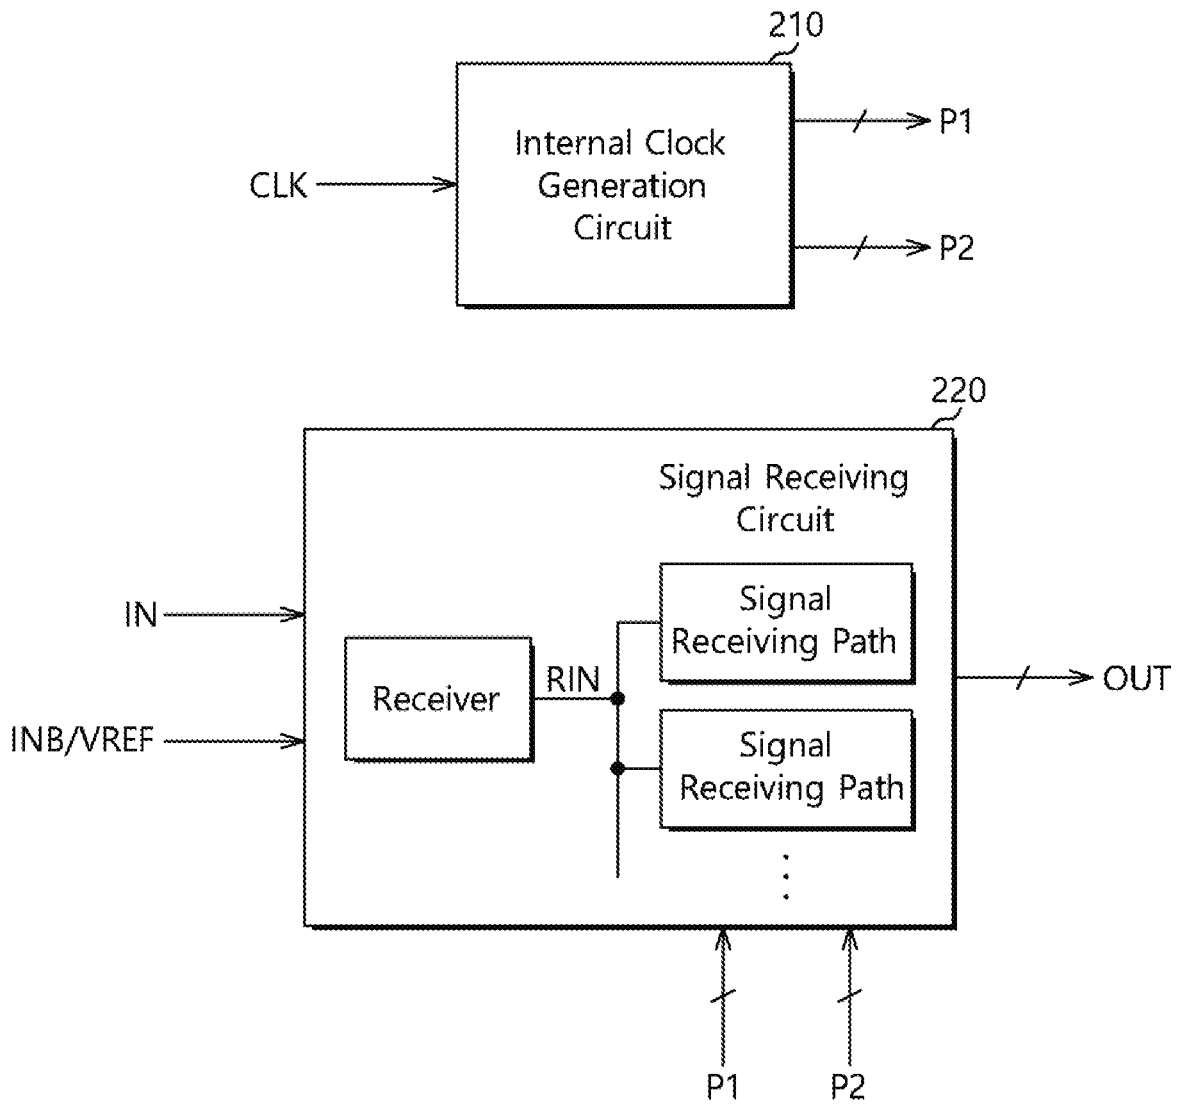 210
Internal Clock
Generation
Circuit
CLK
P1
P2
220
Signal Receiving
Circuit
IN
INB/VREF
Receiver
RIN
Signal
Receiving Path
Signal
Receiving Path
OUT
P1
P2